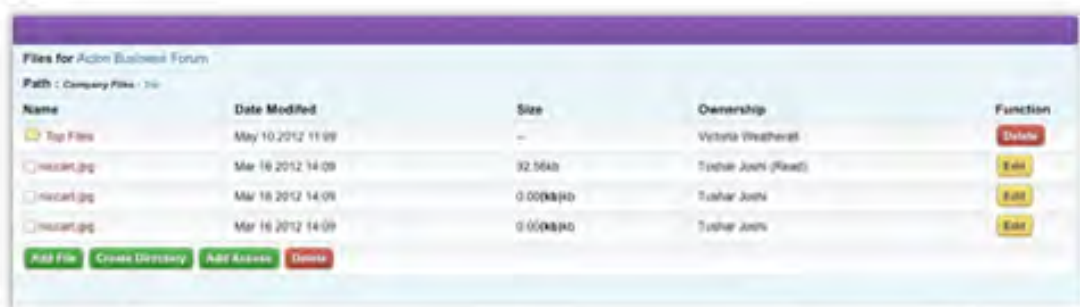 Files for Acton Business Forum
Path : Company Files -
Name Date Modifed Size Ownership Function
Top Files May 10 2012 11:09 -- Victoria Weatherall Delete
Mar 16 2012 14:09 92.56kb Tushar Joshi (Read) Edit
Mar 16 2012 14:09 Tushar Joshi Edit
Mar 16 2012 14:09 Tushar Joshi Edit
Add File Create Directory Add Access Delete